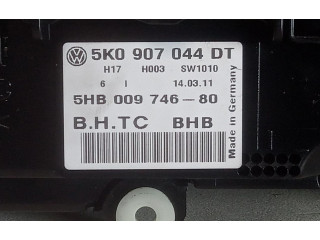 5K0 907 044 DT
H17 H003 SW1010
6 I 14.03.11
5HB 009 746-80
B.H.TC BHB
Made in Germany